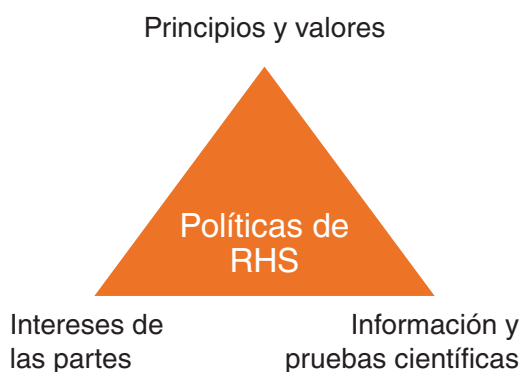 Principios y valores
Políticas de
RHS
Intereses de
las partes
Información y
pruebas científicas